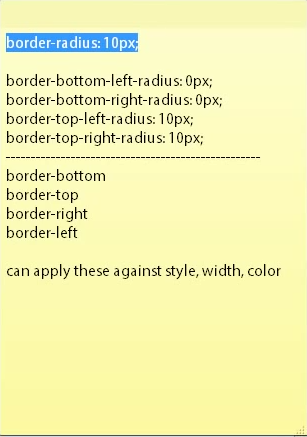 border-radius: 10px;
border-bottom-left-radius: 0px;
border-bottom-right-radius: 0px;
border-top-left-radius: 10px;
border-top-right-radius: 10px;
---------------------------------------------------
border-bottom
border-top
border-right
border-left
can apply these against style, width, color